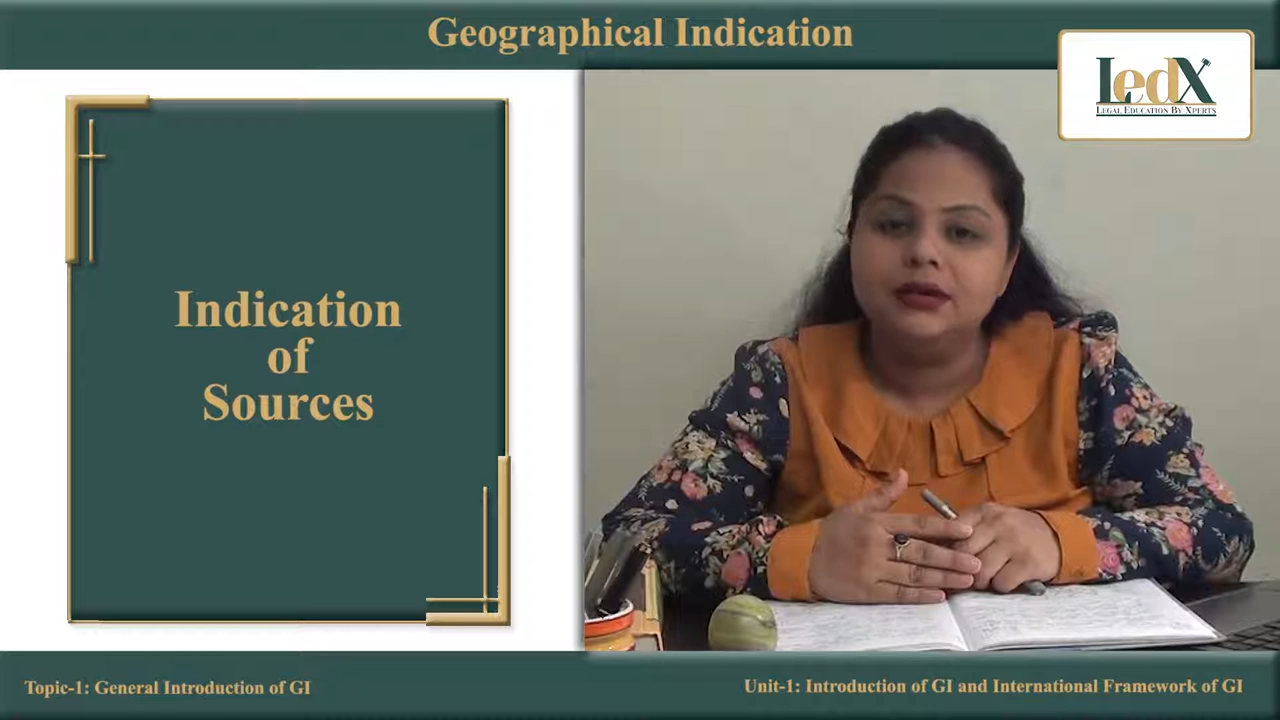 Geographical Indication
LedX
LEGAL EDUCATION BY XPERTS
Indication
of
Sources
Topic-1: General Introduction of GI
Unit-1: Introduction of GI and International Framework of GI